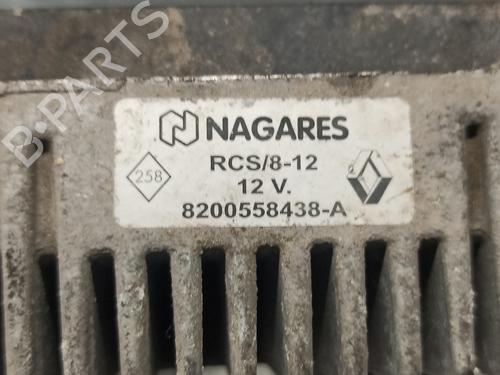 B-PARTS
NAGARES
RCS/8-12
258
12 V.
8200558438-A